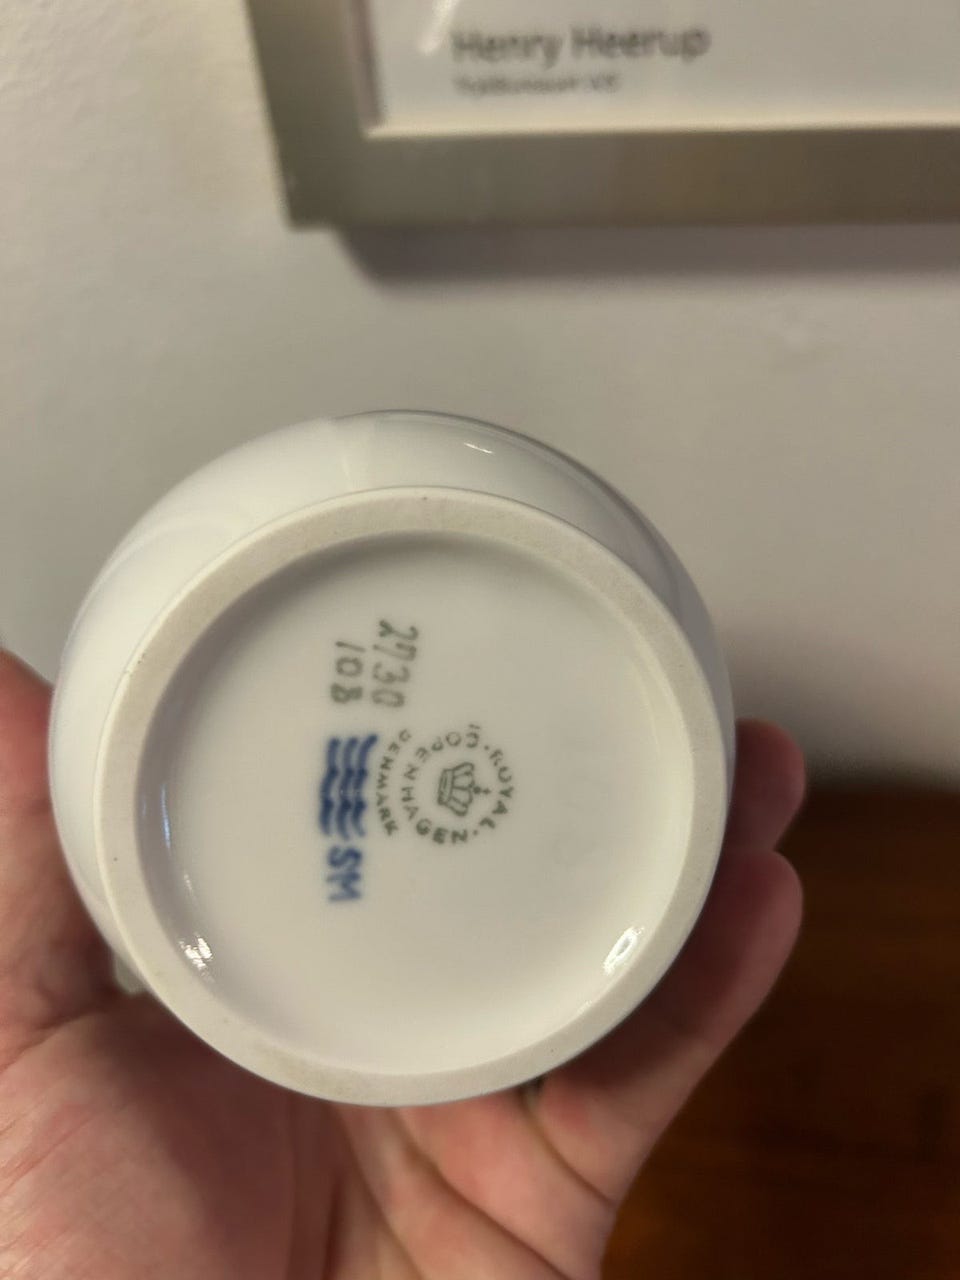 Henry Heerup
2730
108
ROYAL · COPENHAGEN ·
DENMARK
SM